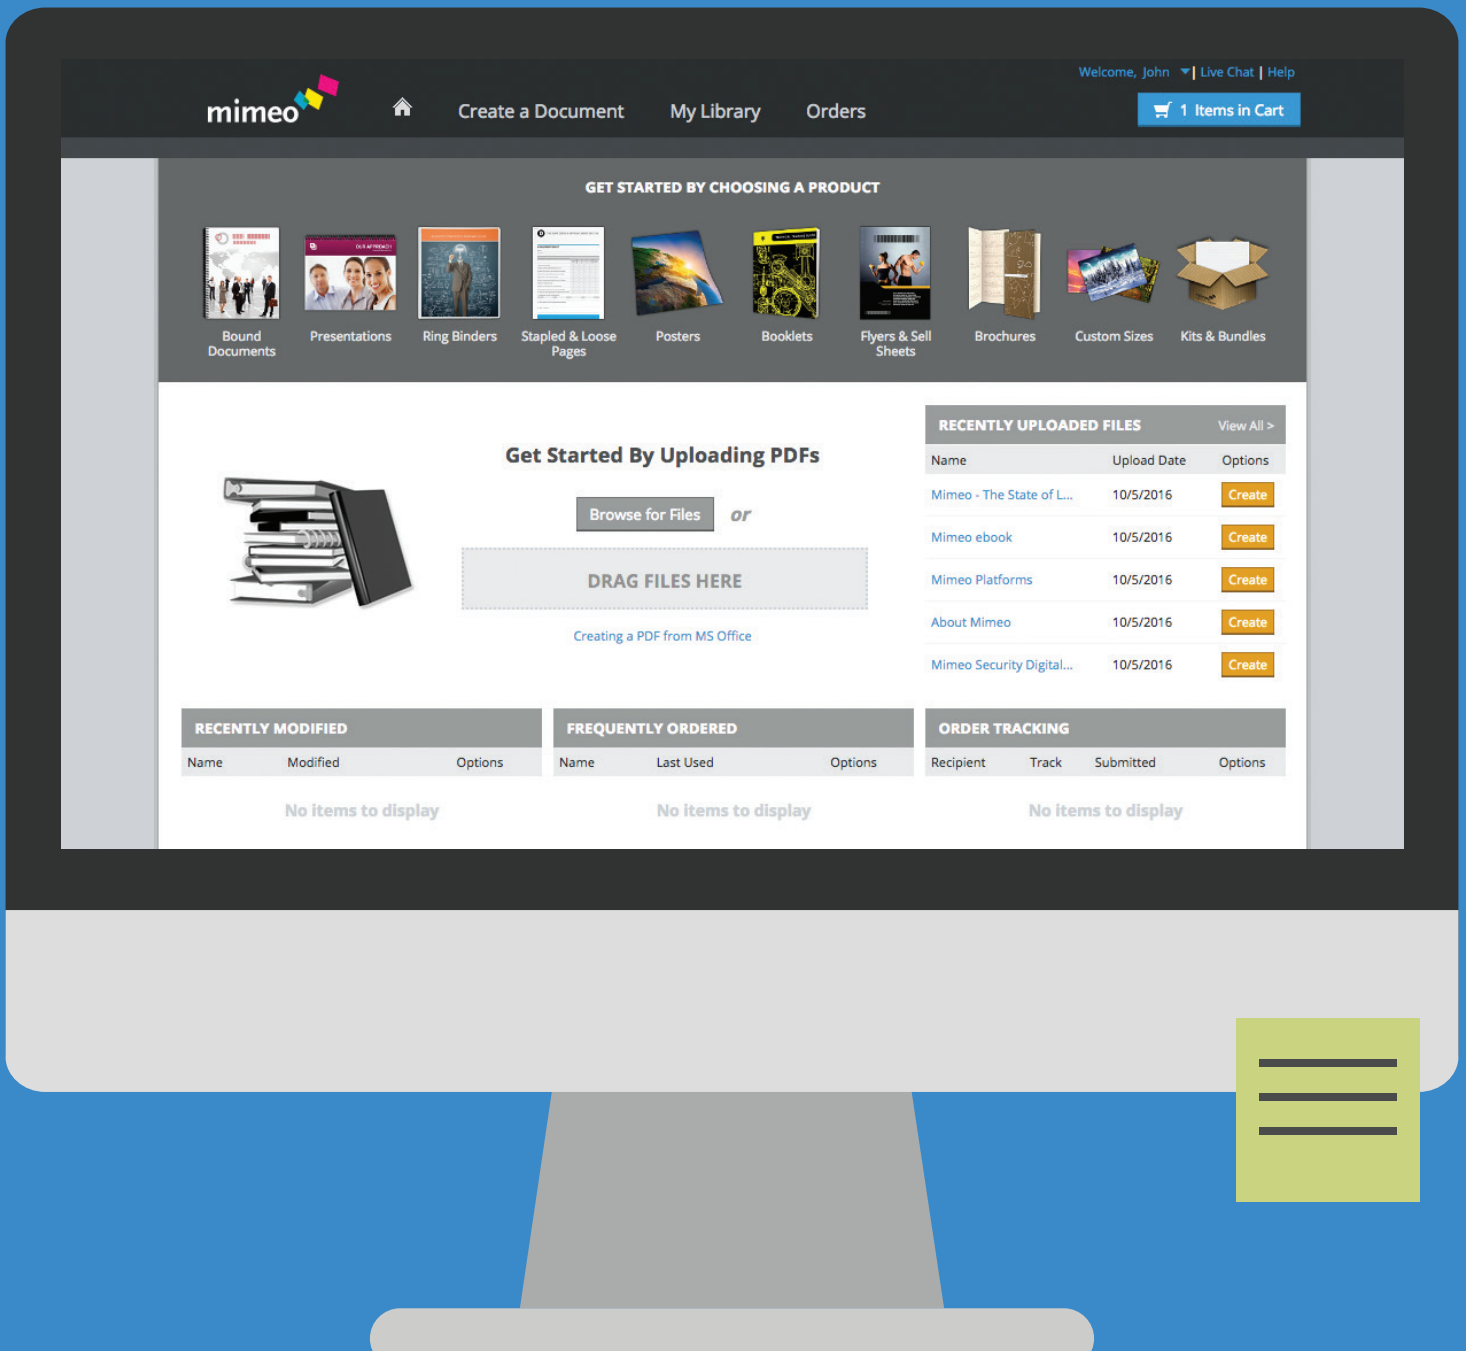 Welcome, John | Live Chat | Help
mimeo
Create a Document
My Library
Orders
1 Items in Cart
GET STARTED BY CHOOSING A PRODUCT
OUR APPROACH
Bound
Documents
Presentations
Ring Binders
Stapled & Loose
Pages
Posters
Booklets
Flyers & Sell
Sheets
Brochures
Custom Sizes
Kits & Bundles
Get Started By Uploading PDFs
Browse for Files or
DRAG FILES HERE
Creating a PDF from MS Office
RECENTLY UPLOADED FILES View All >
Name Upload Date Options
Mimeo - The State of L... 10/5/2016 Create
Mimeo ebook 10/5/2016 Create
Mimeo Platforms 10/5/2016 Create
About Mimeo 10/5/2016 Create
Mimeo Security Digital... 10/5/2016 Create
RECENTLY MODIFIED
Name Modified Options
No items to display
FREQUENTLY ORDERED
Name Last Used Options
No items to display
ORDER TRACKING
Recipient Track Submitted Options
No items to display